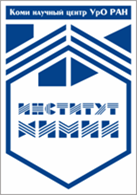 Коми научный центр УрО РАН
ИНСТИТУТ
ХИМИИ